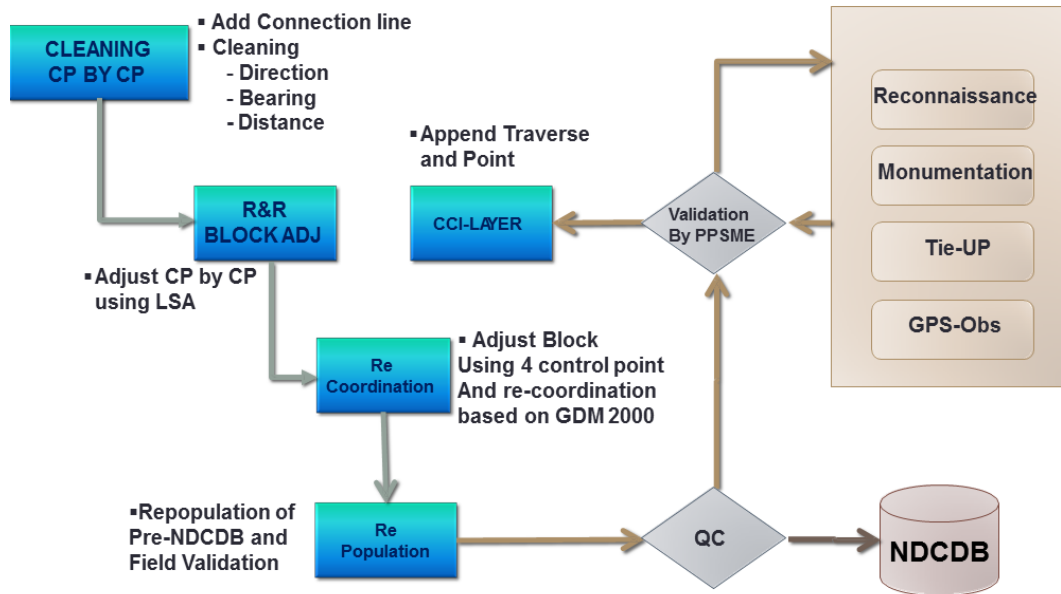 CLEANING
CP BY CP
▪ Add Connection line
▪ Cleaning
- Direction
- Bearing
- Distance
R&R
BLOCK ADJ
▪Adjust CP by CP
using LSA
▪Append Traverse
and Point
CCI-LAYER
Validation
By PPSME
Reconnaissance
Monumentation
Tie-UP
GPS-Obs
Re
Coordination
▪ Adjust Block
Using 4 control point
And re-coordination
based on GDM 2000
▪Repopulation of
Pre-NDCDB and
Field Validation
Re
Population
QC
NDCDB